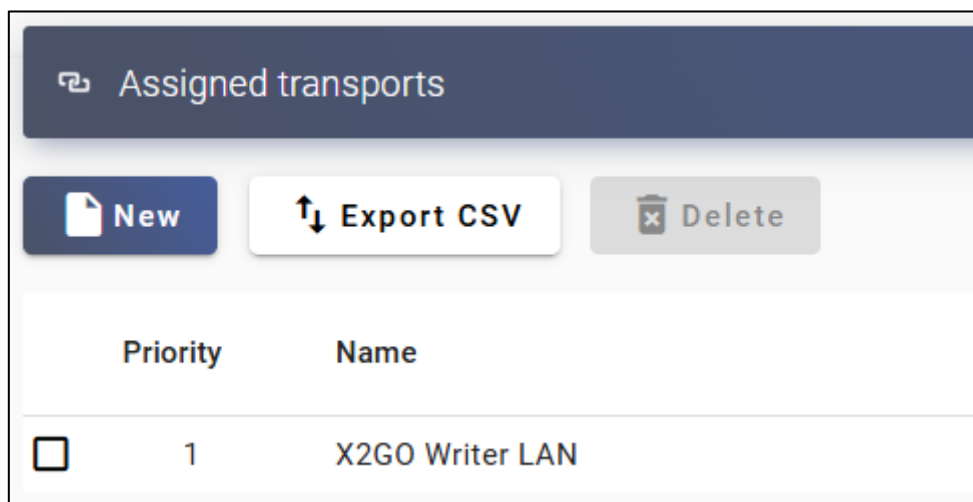 Assigned transports
New Export CSV Delete
Priority Name
1 X2GO Writer LAN